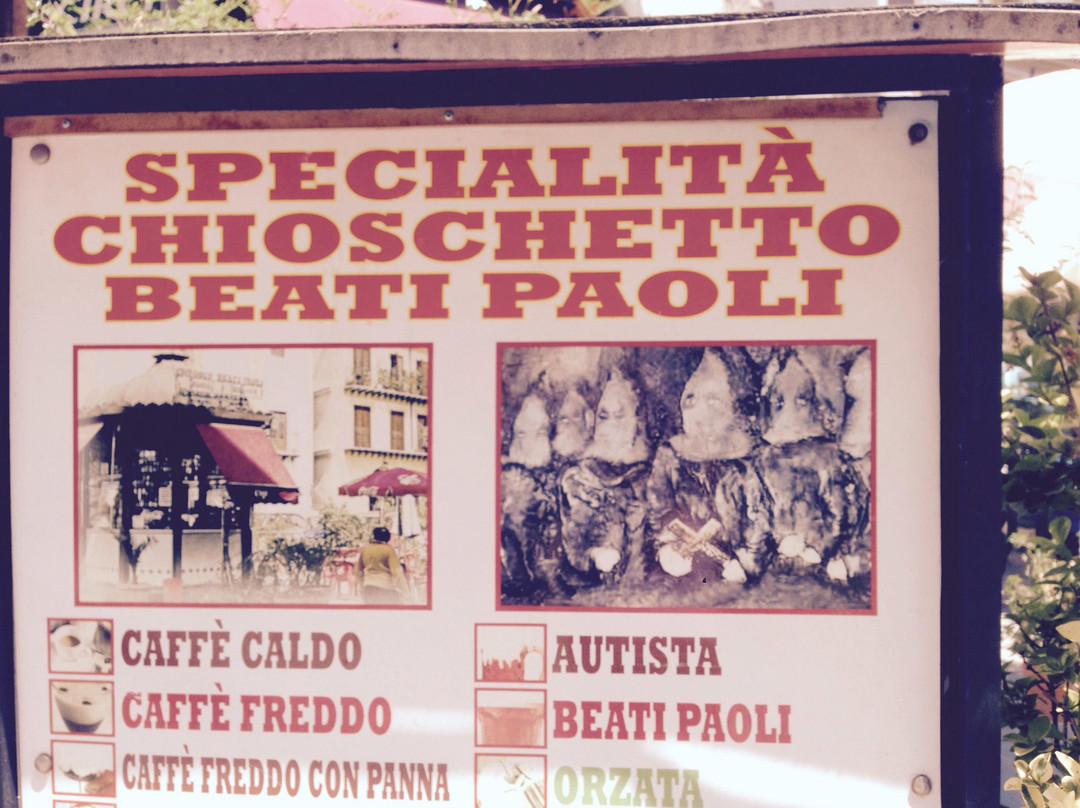 SPECIALITÀ
CHIOSCHETTO
BEATI PAOLI
CAFFÈ CALDO
CAFFÈ FREDDO
CAFFÈ FREDDO CON PANNA
AUTISTA
BEATI PAOLI
ORZATA